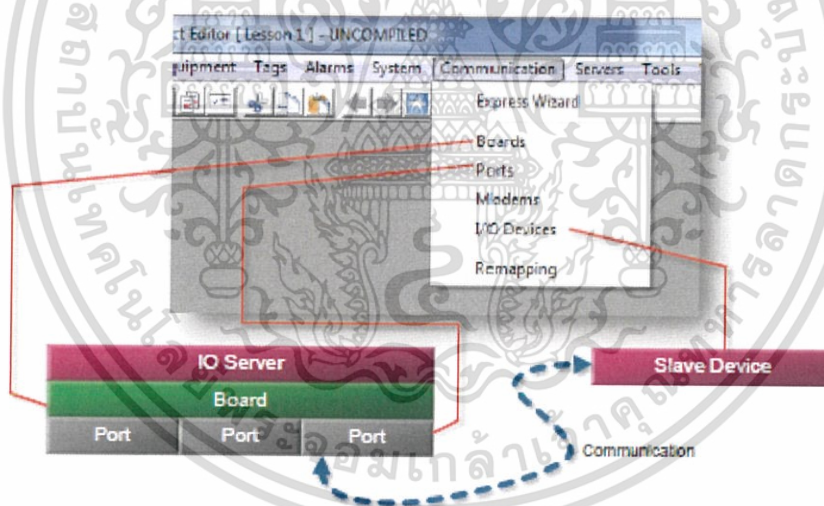 ct Editor [ Lesson 1 ] - UNCOMPILED
quipment Tags Alarms System Communication Servers Tools
Express Wizard
Boards
Ports
Modems
I/O Devices
Remapping
IO Server
Board
Port Port Port
Slave Device
Communication